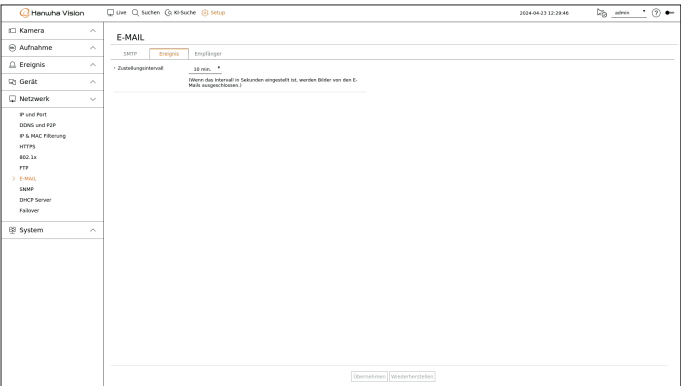 Hanwha Vision
Live Suchen KI-Suche Setup
2024-04-23 12:29:46
admin
Kamera
Aufnahme
Ereignis
Gerät
Netzwerk
IP und Port
DDNS und P2P
IP & MAC Filterung
HTTPS
802.1x
FTP
E-MAIL
SNMP
DHCP Server
Failover
System
E-MAIL
SMTP Ereignis Empfänger
Zustellungsintervall 10 min.
(Wenn das Intervall in Sekunden eingestellt ist, werden Bilder von den E-
Mails ausgeschlossen.)
Übernehmen Wiederherstellen